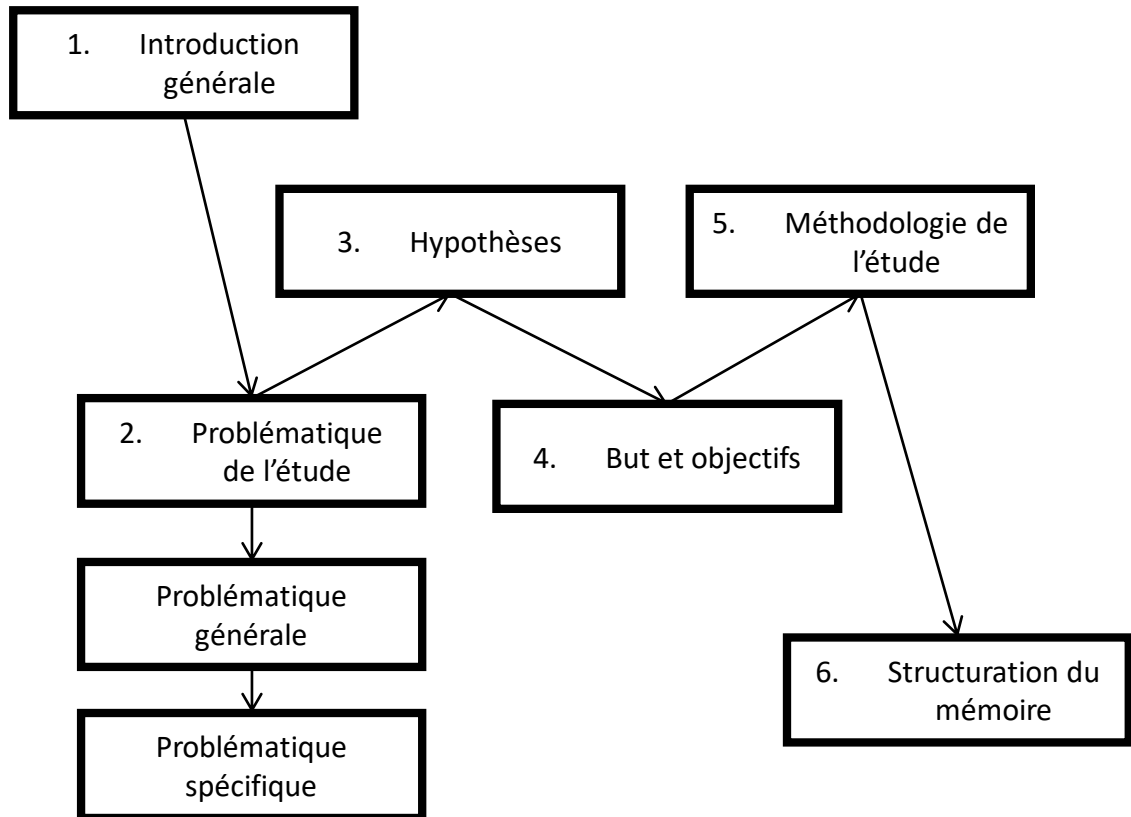 1. Introduction
générale
3. Hypothèses
5. Méthodologie de
l’étude
2. Problématique
de l’étude
4. But et objectifs
Problématique
générale
6. Structuration du
mémoire
Problématique
spécifique